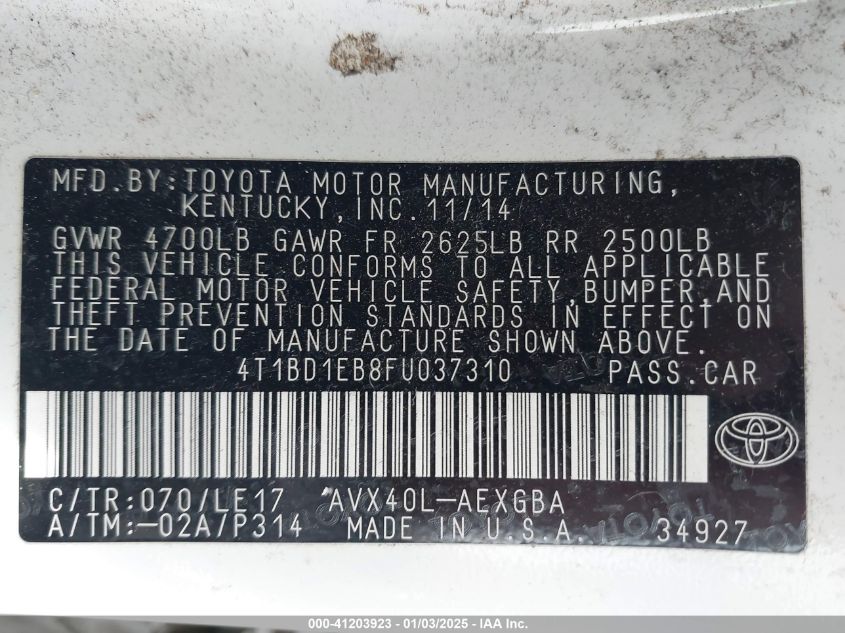 MFD.BY:TOYOTA MOTOR MANUFACTURING,
KENTUCKY,INC.11/14
GVWR 4700LB GAWR FR 2625LB RR 2500LB
THIS VEHICLE CONFORMS TO ALL APPLICABLE
FEDERAL MOTOR VEHICLE SAFETY,BUMPER,AND
THEFT PREVENTION STANDARDS IN EFFECT ON
THE DATE OF MANUFACTURE SHOWN ABOVE.
4T1BD1EB8FU037310 PASS.CAR
C/TR:070/LE17 AVX40L-AEXGBA
A/TM:-02A/P314 MADE IN U.S.A. 34927
000-41203923 - 01/03/2025 - IAA Inc.